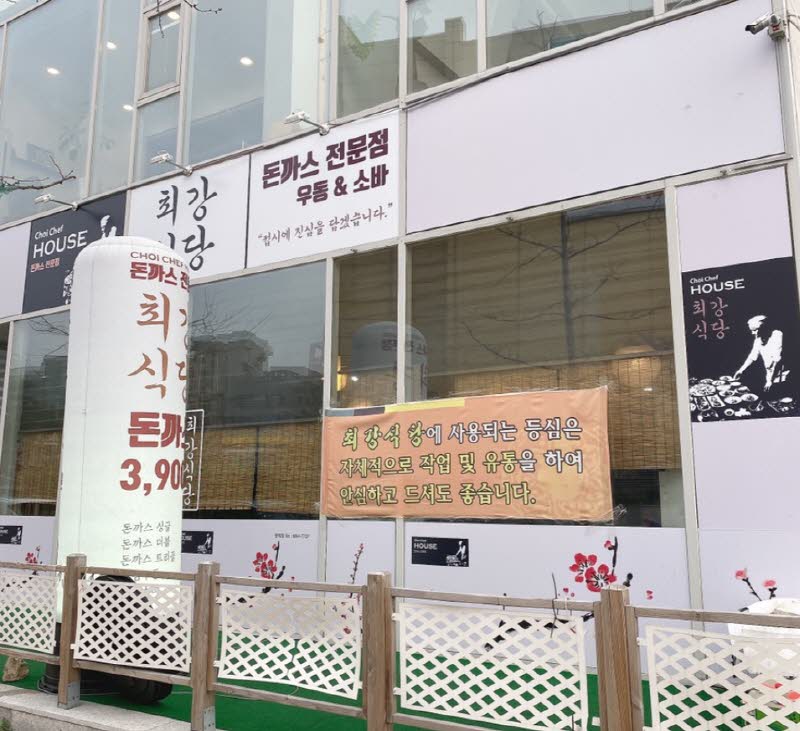 Choi Chef
HOUSE
돈까스 전문점
최강
식당
돈까스 전문점
우동 & 소바
"접시에 진심을 담겠습니다."
CHOI CHEF
돈까스 전
최
식당
돈까
3,90
돈까스 싱글
돈까스 더블
돈까스 트리플
최강식당
최강식당에 사용되는 등심은
자체적으로 작업 및 유통을 하여
안심하고 드셔도 좋습니다.
Choi Chef
HOUSE
최강
식당
HOUSE